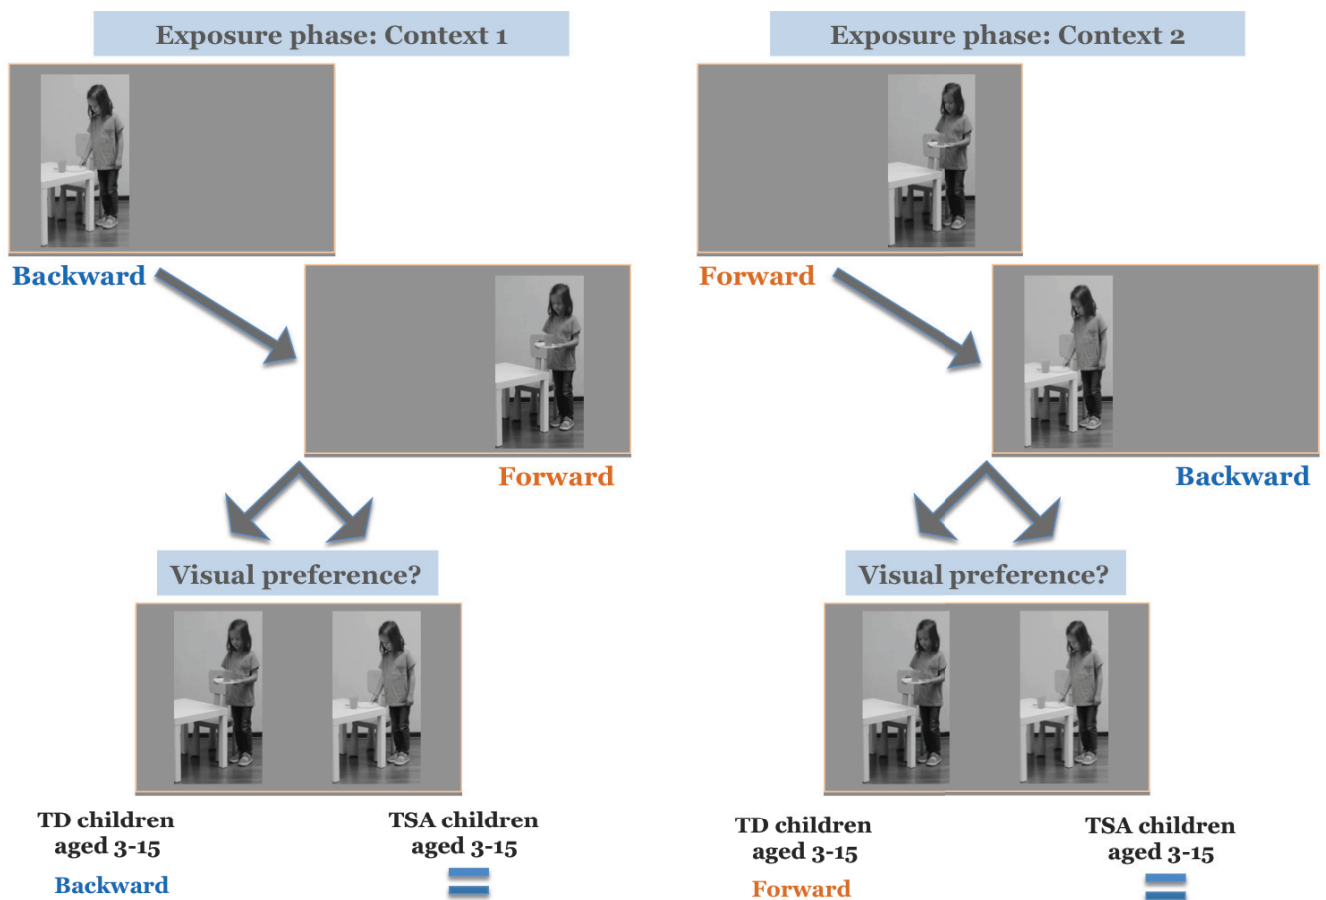 Exposure phase: Context 1
Backward
Forward
Visual preference?
TD children
aged 3-15
Backward
TSA children
aged 3-15
Exposure phase: Context 2
Forward
Backward
Visual preference?
TD children
aged 3-15
Forward
TSA children
aged 3-15